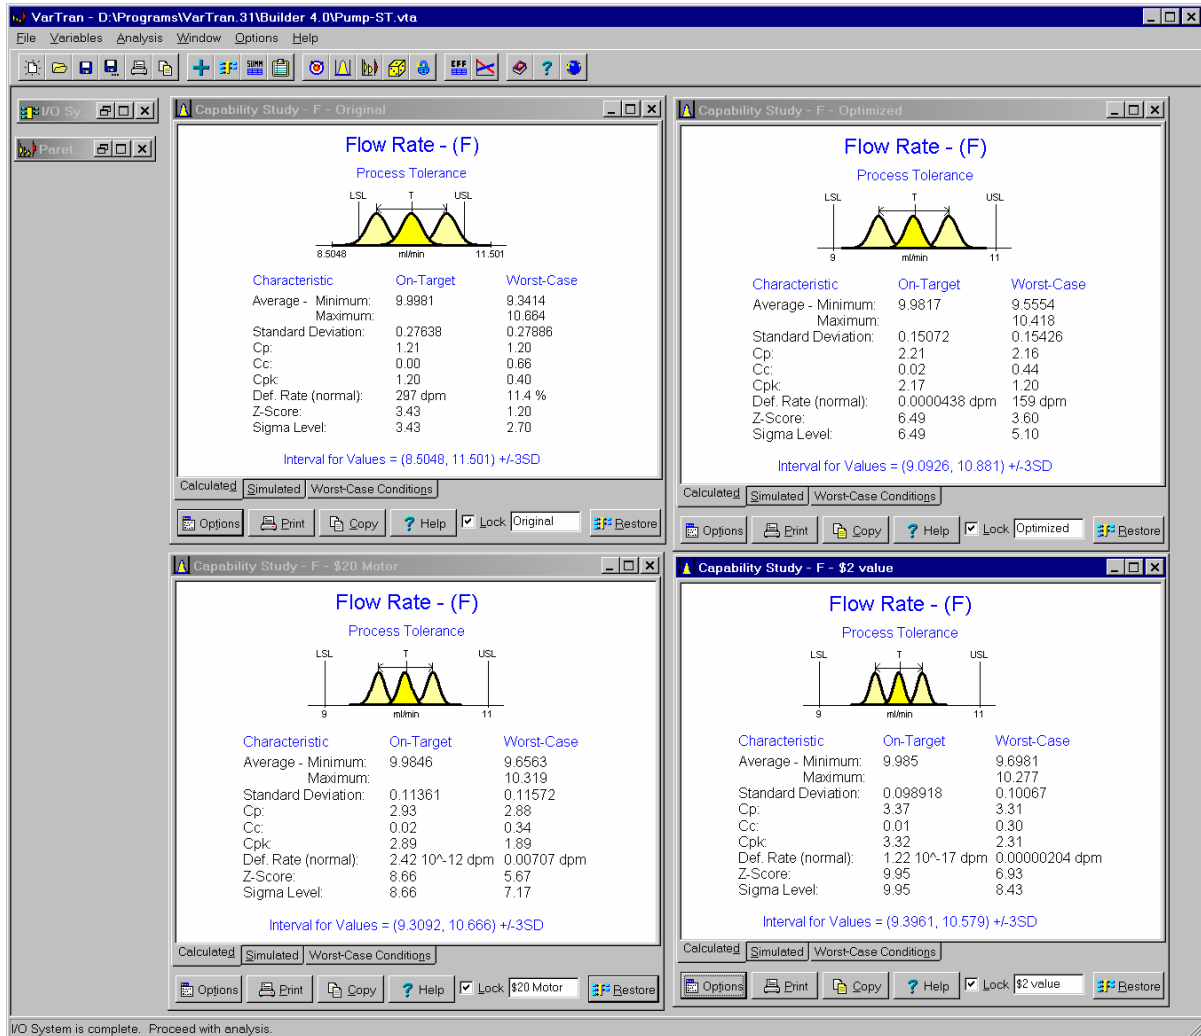 VarTran - D:\Programs\VarTran.31\Builder 4.0\Pump-ST.vta
File Variables Analysis Window Options Help
SUMM EFF
I/O Sy...
Paret...
Capability Study - F - Original
Flow Rate - (F)
Process Tolerance
LSL T USL
8.5048 ml/min 11.501
Characteristic On-Target Worst-Case
Average - Minimum: 9.9981 9.3414
Maximum: 10.664
Standard Deviation: 0.27638 0.27886
Cp: 1.21 1.20
Cc: 0.00 0.66
Cpk: 1.20 0.40
Def. Rate (normal): 297 dpm 11.4 %
Z-Score: 3.43 1.20
Sigma Level: 3.43 2.70
Interval for Values = (8.5048, 11.501) +/-3SD
Calculated Simulated Worst-Case Conditions
Options Print Copy Help Lock Original Restore
Capability Study - F - Optimized
Flow Rate - (F)
Process Tolerance
LSL T USL
9 ml/min 11
Characteristic On-Target Worst-Case
Average - Minimum: 9.9817 9.5554
Maximum: 10.418
Standard Deviation: 0.15072 0.15426
Cp: 2.21 2.16
Cc: 0.02 0.44
Cpk: 2.17 1.20
Def. Rate (normal): 0.0000438 dpm 159 dpm
Z-Score: 6.49 3.60
Sigma Level: 6.49 5.10
Interval for Values = (9.0926, 10.881) +/-3SD
Calculated Simulated Worst-Case Conditions
Options Print Copy Help Lock Optimized Restore
Capability Study - F - $20 Motor
Flow Rate - (F)
Process Tolerance
LSL T USL
9 ml/min 11
Characteristic On-Target Worst-Case
Average - Minimum: 9.9846 9.6563
Maximum: 10.319
Standard Deviation: 0.11361 0.11572
Cp: 2.93 2.88
Cc: 0.02 0.34
Cpk: 2.89 1.89
Def. Rate (normal): 2.42 10^-12 dpm 0.00707 dpm
Z-Score: 8.66 5.67
Sigma Level: 8.66 7.17
Interval for Values = (9.3092, 10.666) +/-3SD
Calculated Simulated Worst-Case Conditions
Options Print Copy Help Lock $20 Motor Restore
Capability Study - F - $2 value
Flow Rate - (F)
Process Tolerance
LSL T USL
9 ml/min 11
Characteristic On-Target Worst-Case
Average - Minimum: 9.985 9.6981
Maximum: 10.277
Standard Deviation: 0.098918 0.10067
Cp: 3.37 3.31
Cc: 0.01 0.30
Cpk: 3.32 2.31
Def. Rate (normal): 1.22 10^-17 dpm 0.00000204 dpm
Z-Score: 9.95 6.93
Sigma Level: 9.95 8.43
Interval for Values = (9.3961, 10.579) +/-3SD
Calculated Simulated Worst-Case Conditions
Options Print Copy Help Lock $2 value Restore
I/O System is complete. Proceed with analysis.